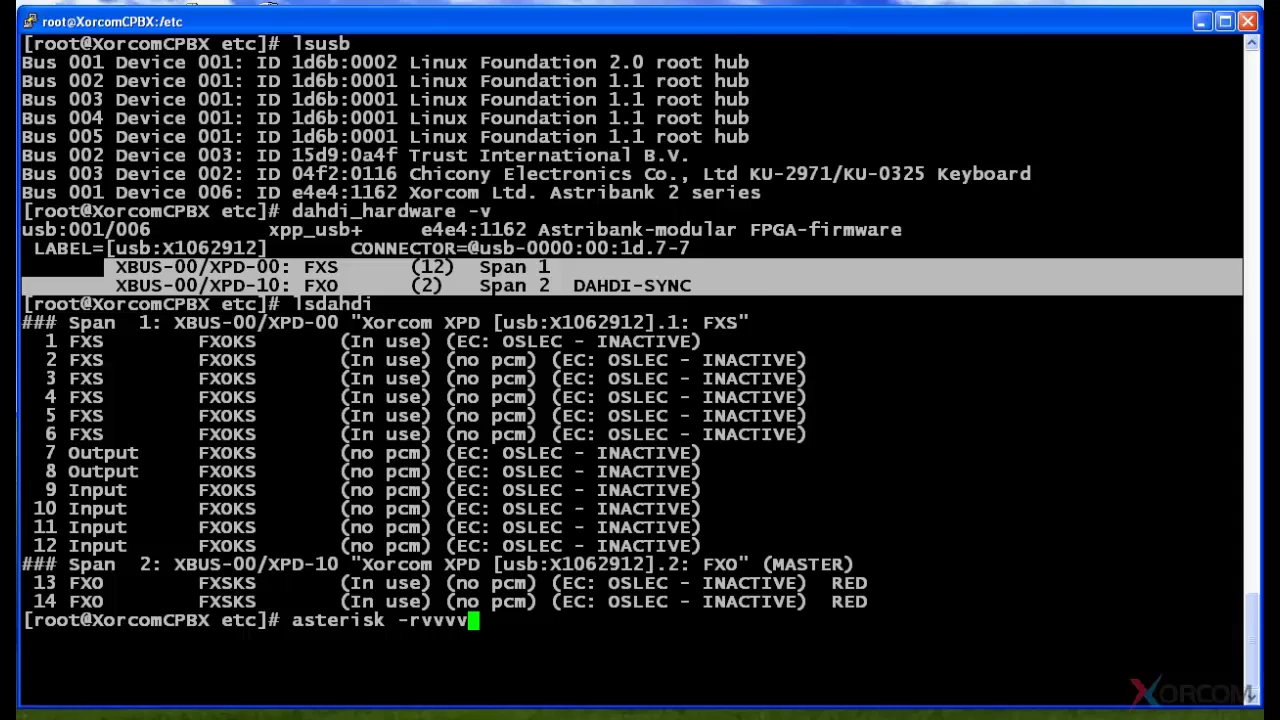 root@XorcomCPBX:/etc
[root@XorcomCPBX etc]# lsusb
Bus 001 Device 001: ID 1d6b:0002 Linux Foundation 2.0 root hub
Bus 002 Device 001: ID 1d6b:0001 Linux Foundation 1.1 root hub
Bus 003 Device 001: ID 1d6b:0001 Linux Foundation 1.1 root hub
Bus 004 Device 001: ID 1d6b:0001 Linux Foundation 1.1 root hub
Bus 005 Device 001: ID 1d6b:0001 Linux Foundation 1.1 root hub
Bus 002 Device 003: ID 15d9:0a4f Trust International B.V.
Bus 003 Device 002: ID 04f2:0116 Chicony Electronics Co., Ltd KU-2971/KU-0325 Keyboard
Bus 001 Device 006: ID e4e4:1162 Xorcom Ltd. Astribank 2 series
[root@XorcomCPBX etc]# dahdi_hardware -v
usb:001/006 xpp_usb+ e4e4:1162 Astribank-modular FPGA-firmware
LABEL=[usb:X1062912] CONNECTOR=@usb-0000:00:1d.7-7
XBUS-00/XPD-00: FXS (12) Span 1
XBUS-00/XPD-10: FXO (2) Span 2 DAHDI-SYNC
[root@XorcomCPBX etc]# lsdahdi
### Span 1: XBUS-00/XPD-00 "Xorcom XPD [usb:X1062912].1: FXS"
1 FXS FXOKS (In use) (EC: OSLEC - INACTIVE)
2 FXS FXOKS (In use) (no pcm) (EC: OSLEC - INACTIVE)
3 FXS FXOKS (In use) (no pcm) (EC: OSLEC - INACTIVE)
4 FXS FXOKS (In use) (no pcm) (EC: OSLEC - INACTIVE)
5 FXS FXOKS (In use) (no pcm) (EC: OSLEC - INACTIVE)
6 FXS FXOKS (In use) (no pcm) (EC: OSLEC - INACTIVE)
7 Output FXOKS (no pcm) (EC: OSLEC - INACTIVE)
8 Output FXOKS (no pcm) (EC: OSLEC - INACTIVE)
9 Input FXOKS (no pcm) (EC: OSLEC - INACTIVE)
10 Input FXOKS (no pcm) (EC: OSLEC - INACTIVE)
11 Input FXOKS (no pcm) (EC: OSLEC - INACTIVE)
12 Input FXOKS (no pcm) (EC: OSLEC - INACTIVE)
### Span 2: XBUS-00/XPD-10 "Xorcom XPD [usb:X1062912].2: FXO" (MASTER)
13 FXO FXSKS (In use) (no pcm) (EC: OSLEC - INACTIVE) RED
14 FXO FXSKS (In use) (no pcm) (EC: OSLEC - INACTIVE) RED
[root@XorcomCPBX etc]# asterisk -rvvvv
XORCOM